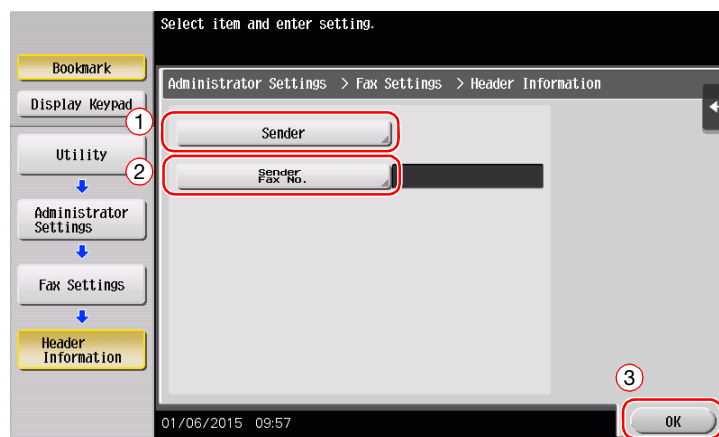 Select item and enter setting.
Bookmark
Administrator Settings > Fax Settings > Header Information
Display Keypad
1
Sender
Utility
2
Sender
Fax No.
Administrator
Settings
Fax Settings
Header
Information
3
01/06/2015 09:57
OK